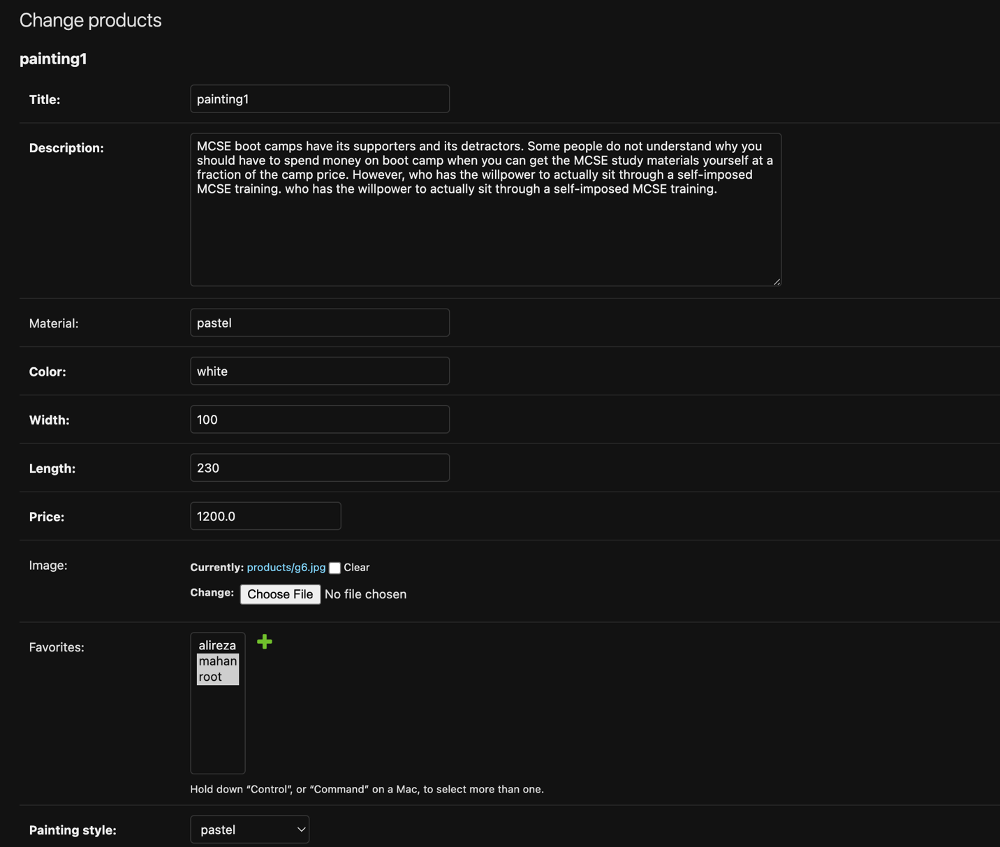 Change products
painting1
Title:
painting1
Description:
MCSE boot camps have its supporters and its detractors. Some people do not understand why you
should have to spend money on boot camp when you can get the MCSE study materials yourself at a
fraction of the camp price. However, who has the willpower to actually sit through a self-imposed
MCSE training. who has the willpower to actually sit through a self-imposed MCSE training.
Material:
pastel
Color:
white
Width:
100
Length:
230
Price:
1200.0
Image:
Currently: products/g6.jpg Clear
Change: Choose File No file chosen
Favorites:
alireza
mahan
root
Hold down “Control”, or “Command” on a Mac, to select more than one.
Painting style:
pastel